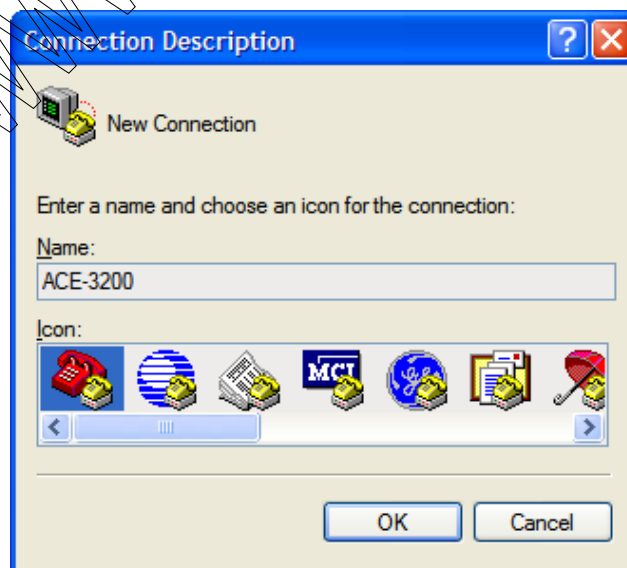 Connection Description
New Connection
Enter a name and choose an icon for the connection:
Name:
ACE-3200
Icon:
MCI
OK Cancel